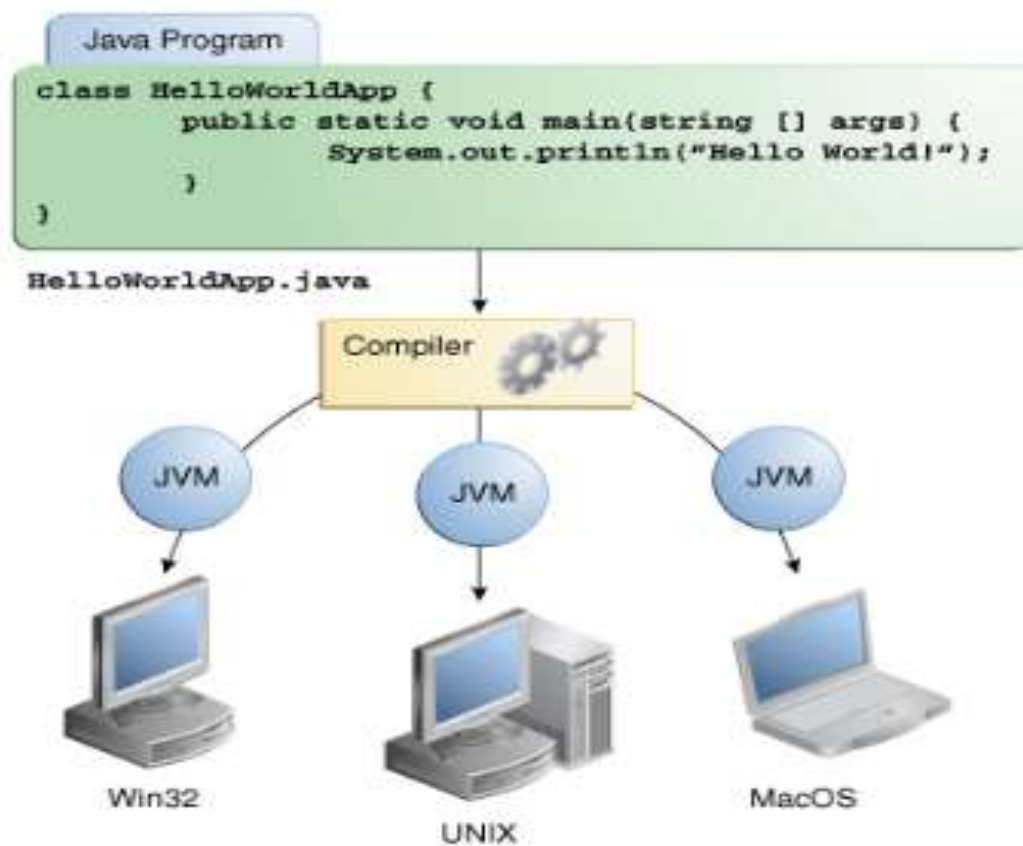 Java Program
class HelloWorldApp {
public static void main(string [] args) {
System.out.println("Hello World!");
}
}
HelloWorldApp.java
Compiler
JVM
JVM
JVM
Win32
UNIX
MacOS